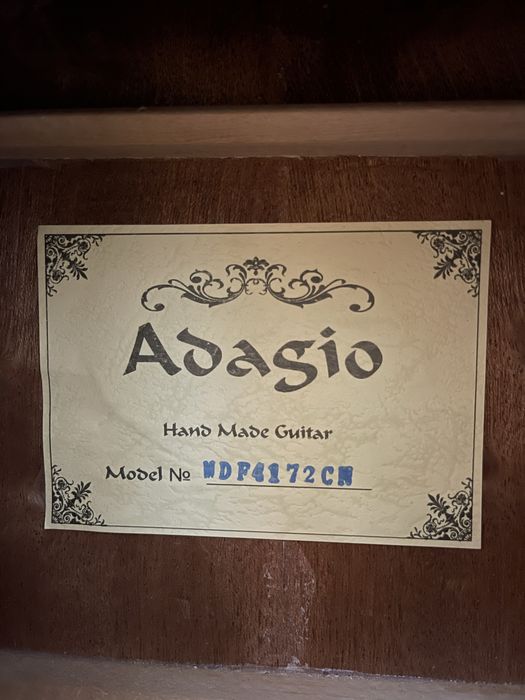 Adagio
Hand Made Guitar
Model № MDF4172CN